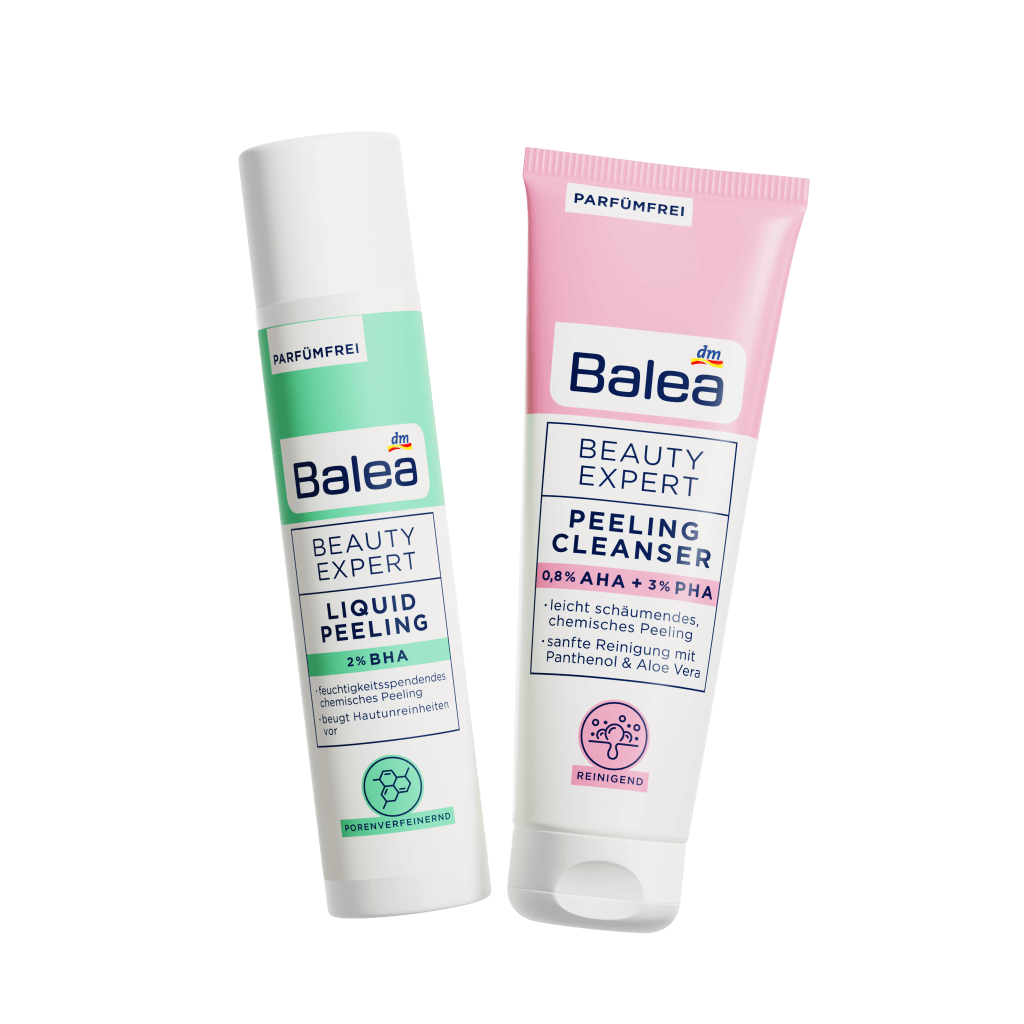 PARFÜMFREI
dm
Balea
BEAUTY
EXPERT
LIQUID
PEELING
2% BHA
·feuchtigkeitsspendendes
chemisches Peeling
·beugt Hautunreinheiten
vor
PORENVERFEINERND
PARFÜMFREI
dm
Balea
BEAUTY
EXPERT
PEELING
CLEANSER
0,8% AHA + 3% PHA
·leicht schäumendes,
chemisches Peeling
·sanfte Reinigung mit
Panthenol & Aloe Vera
REINIGEND